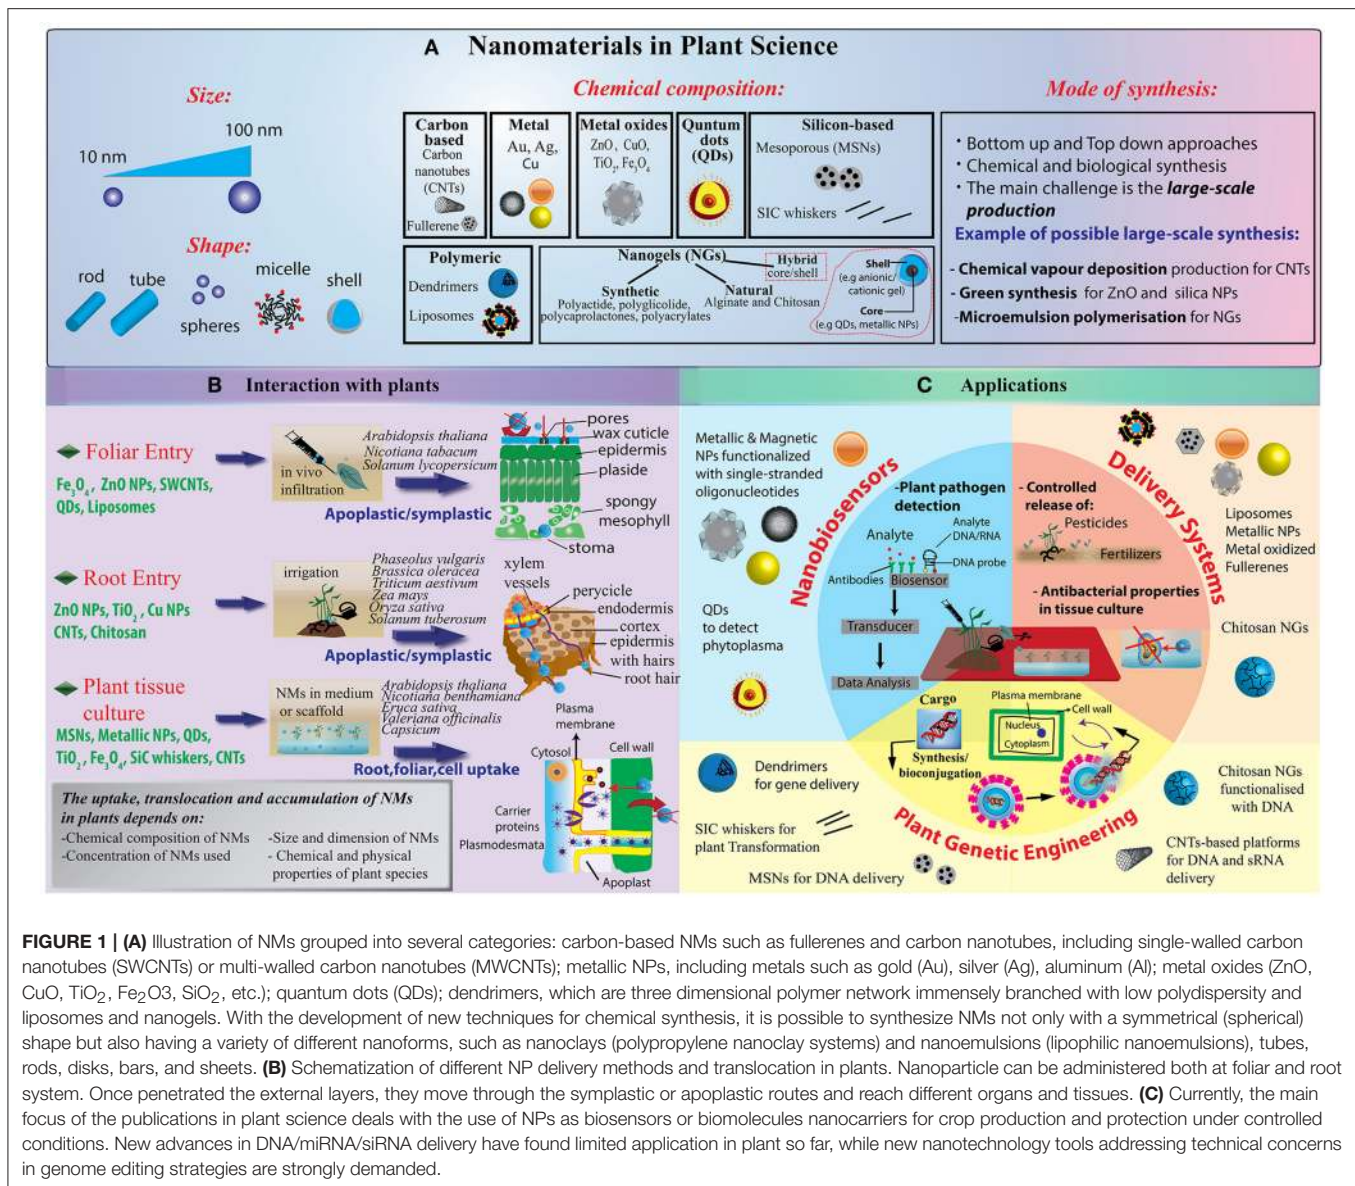 A Nanomaterials in Plant Science
Size:
100 nm
10 nm
Shape:
rod
tube
spheres
micelle
shell
Chemical composition:
Carbon
based
Carbon
nanotubes
(CNTs)
Fullerene
Metal
Au, Ag,
Cu
Metal oxides
ZnO, CuO,
TiO2, Fe3O4
Quntum
dots
(QDs)
Silicon-based
Mesoporous (MSNs)
SIC whiskers
Polymeric
Dendrimers
Liposomes
Nanogels (NGs)
Hybrid
core/shell
Synthetic
Polyactide, polyglicolide,
polycaprolactones, polyacrylates
Natural
Alginate and Chitosan
Shell
(e.g anionic/
cationic gel)
Core
(e.g QDs, metallic NPs)
Mode of synthesis:
· Bottom up and Top down approaches
· Chemical and biological synthesis
· The main challenge is the large-scale
production
Example of possible large-scale synthesis:
- Chemical vapour deposition production for CNTs
- Green synthesis for ZnO and silica NPs
-Microemulsion polymerisation for NGs
B Interaction with plants
Foliar Entry
Fe3O4, ZnO NPs, SWCNTs,
QDs, Liposomes
in vivo
infiltration
Arabidopsis thaliana
Nicotiana tabacum
Solanum lycopersicum
Apoplastic/symplastic
pores
wax cuticle
epidermis
plaside
spongy
mesophyll
stoma
Root Entry
ZnO NPs, TiO2, Cu NPs
CNTs, Chitosan
irrigation
Phaseolus vulgaris
Brassica oleracea
Triticum aestivum
Zea mays
Oryza sativa
Solanum tuberosum
Apoplastic/symplastic
xylem
vessels
perycicle
endodermis
cortex
epidermis
with hairs
root hair
Plant tissue
culture
MSNs, Metallic NPs, QDs,
TiO2, Fe3O4, SiC whiskers, CNTs
NMs in medium
or scaffold
Arabidopsis thaliana
Nicotiana benthamiana
Eruca sativa
Valeriana officinalis
Capsicum
Root,foliar,cell uptake
Plasma
membrane
Cytosol
Cell wall
Carrier
proteins
Plasmodesmata
Apoplast
The uptake, translocation and accumulation of NMs
in plants depends on:
-Chemical composition of NMs
-Concentration of NMs used
-Size and dimension of NMs
- Chemical and physical
properties of plant species
C Applications
Nanobiosensors
Metallic & Magnetic
NPs functionalized
with single-stranded
oligonucleotides
QDs
to detect
phytoplasma
-Plant pathogen
detection
Analyte
Analyte
DNA/RNA
DNA probe
Antibodies
Biosensor
Transducer
Data Analysis
Delivery Systems
- Controlled
release of:
Pesticides
Fertilizers
- Antibacterial properties
in tissue culture
Liposomes
Metallic NPs
Metal oxidized
Fullerenes
Chitosan NGs
Plant Genetic Engineering
Cargo
Synthesis/
bioconjugation
Plasma membrane
Cell wall
Nucleus
Cytoplasm
Dendrimers
for gene delivery
SIC whiskers for
plant Transformation
MSNs for DNA delivery
Chitosan NGs
functionalised
with DNA
CNTs-based platforms
for DNA and sRNA
delivery
FIGURE 1 | (A) Illustration of NMs grouped into several categories: carbon-based NMs such as fullerenes and carbon nanotubes, including single-walled carbon
nanotubes (SWCNTs) or multi-walled carbon nanotubes (MWCNTs); metallic NPs, including metals such as gold (Au), silver (Ag), aluminum (Al); metal oxides (ZnO,
CuO, TiO2, Fe2O3, SiO2, etc.); quantum dots (QDs); dendrimers, which are three dimensional polymer network immensely branched with low polydispersity and
liposomes and nanogels. With the development of new techniques for chemical synthesis, it is possible to synthesize NMs not only with a symmetrical (spherical)
shape but also having a variety of different nanoforms, such as nanoclays (polypropylene nanoclay systems) and nanoemulsions (lipophilic nanoemulsions), tubes,
rods, disks, bars, and sheets. (B) Schematization of different NP delivery methods and translocation in plants. Nanoparticle can be administered both at foliar and root
system. Once penetrated the external layers, they move through the symplastic or apoplastic routes and reach different organs and tissues. (C) Currently, the main
focus of the publications in plant science deals with the use of NPs as biosensors or biomolecules nanocarriers for crop production and protection under controlled
conditions. New advances in DNA/miRNA/siRNA delivery have found limited application in plant so far, while new nanotechnology tools addressing technical concerns
in genome editing strategies are strongly demanded.